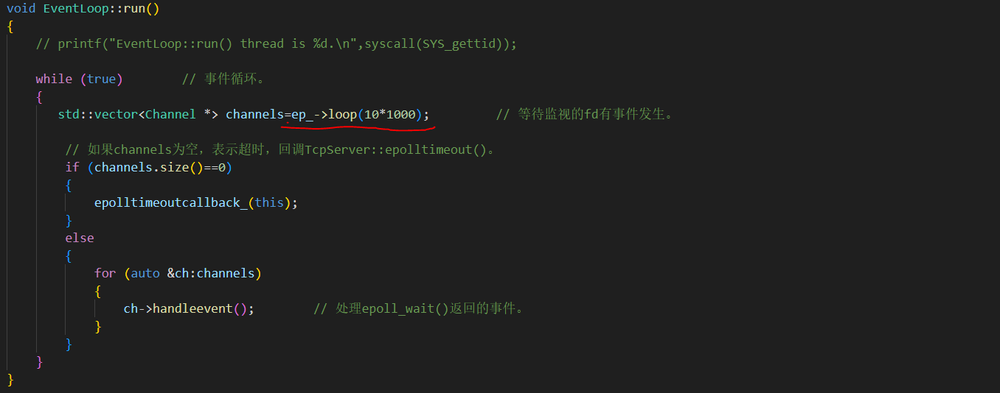 void EventLoop::run()
{
// printf("EventLoop::run() thread is %d.\n",syscall(SYS_gettid));
while (true) // 事件循环。
{
std::vector<Channel *> channels=ep_->loop(10*1000); // 等待监视的fd有事件发生。
// 如果channels为空，表示超时，回调TcpServer::epolltimeout()。
if (channels.size()==0)
{
epolltimeoutcallback_(this);
}
else
{
for (auto &ch:channels)
{
ch->handleevent(); // 处理epoll_wait()返回的事件。
}
}
}
}